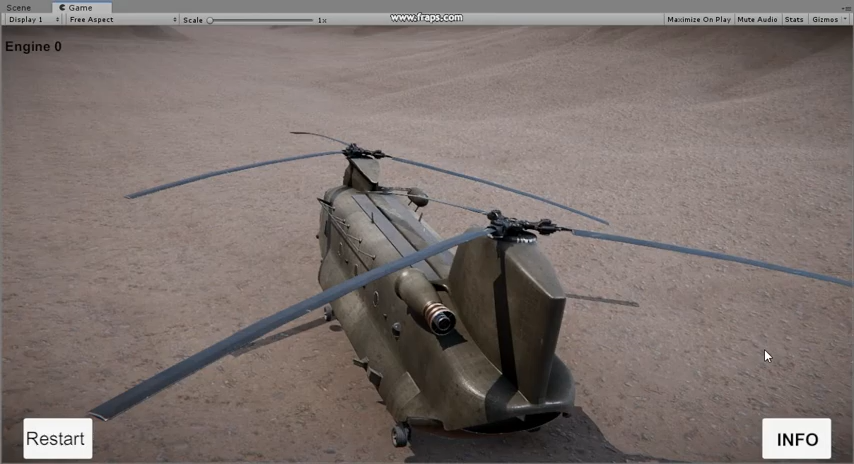 Scene Game
Display 1 Free Aspect Scale 1x www.fraps.com Maximize On Play Mute Audio Stats Gizmos
Engine 0
Restart INFO